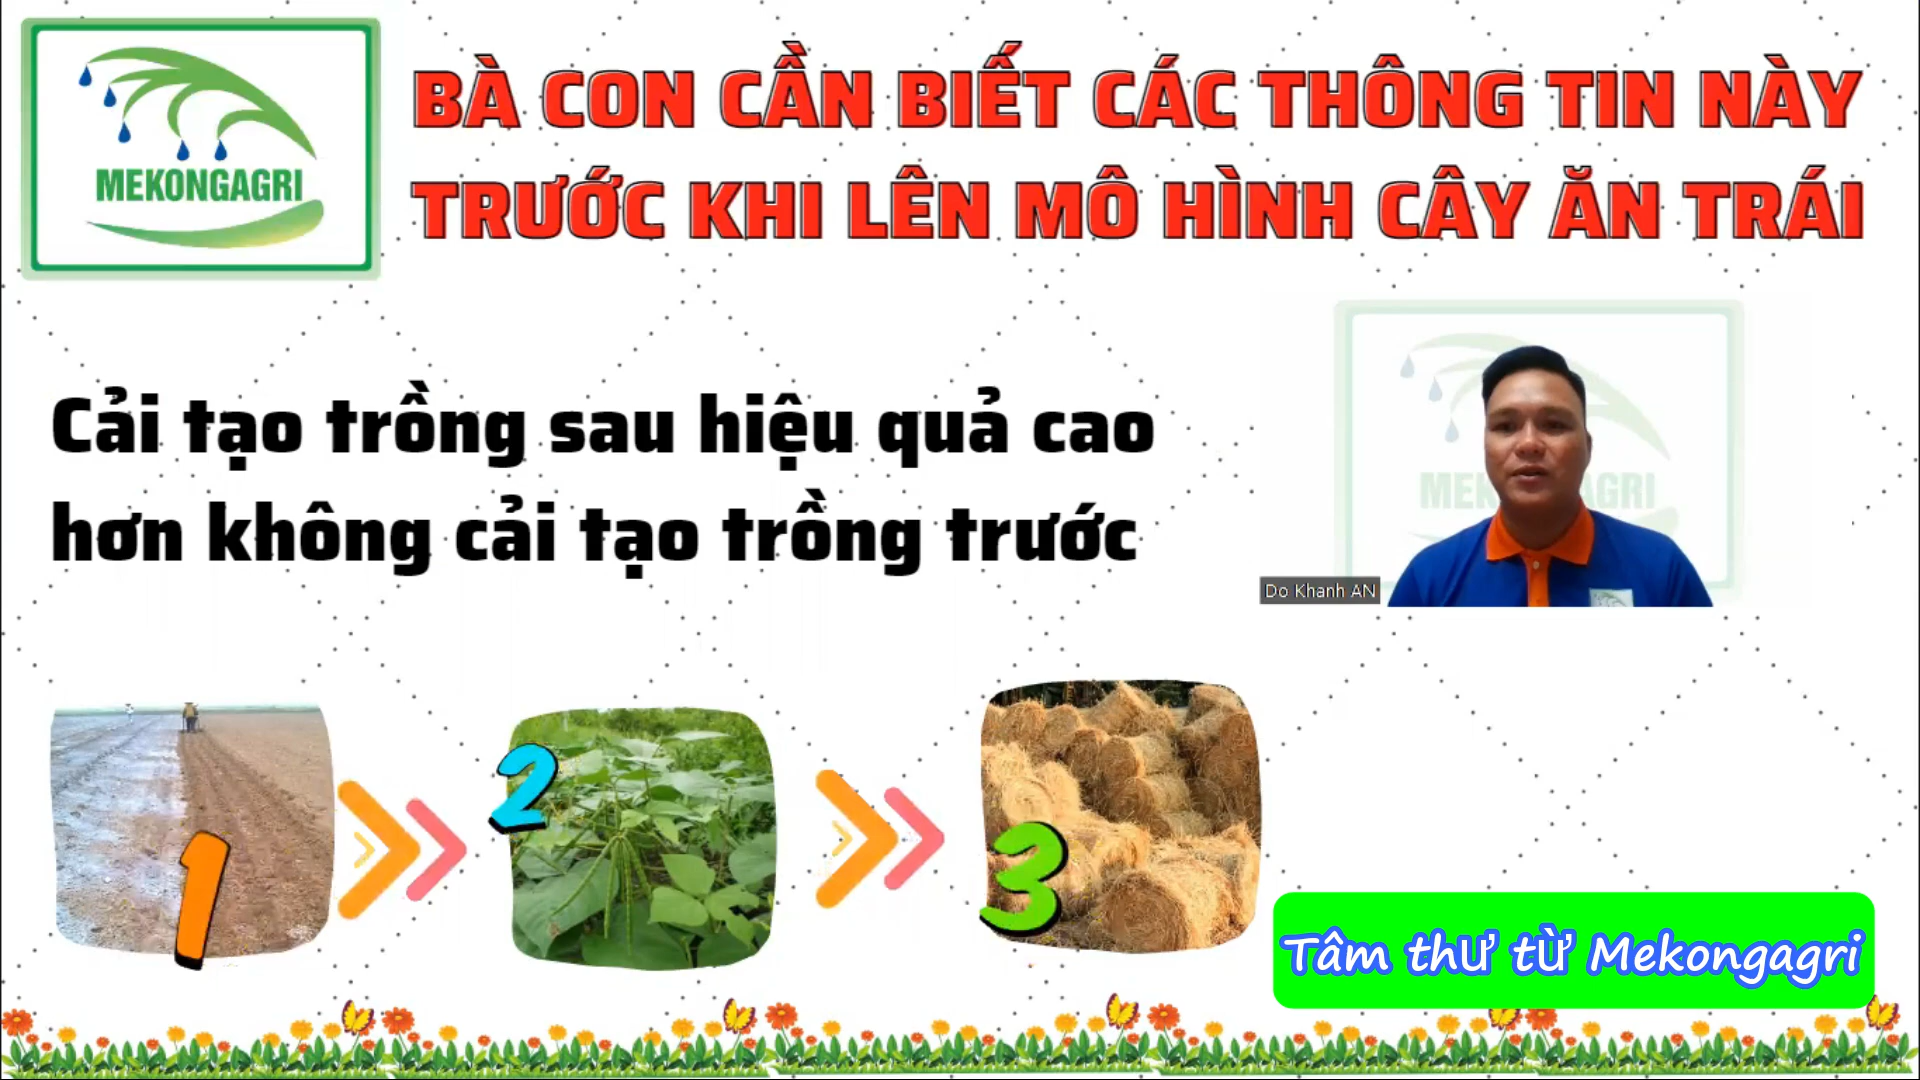 MEKONGAGRI
BÀ CON CẦN BIẾT CÁC THÔNG TIN NÀY
TRƯỚC KHI LÊN MÔ HÌNH CÂY ĂN TRÁI
Cải tạo trồng sau hiệu quả cao
hơn không cải tạo trồng trước
Do Khanh AN
1
2
3
Tâm thư từ Mekongagri